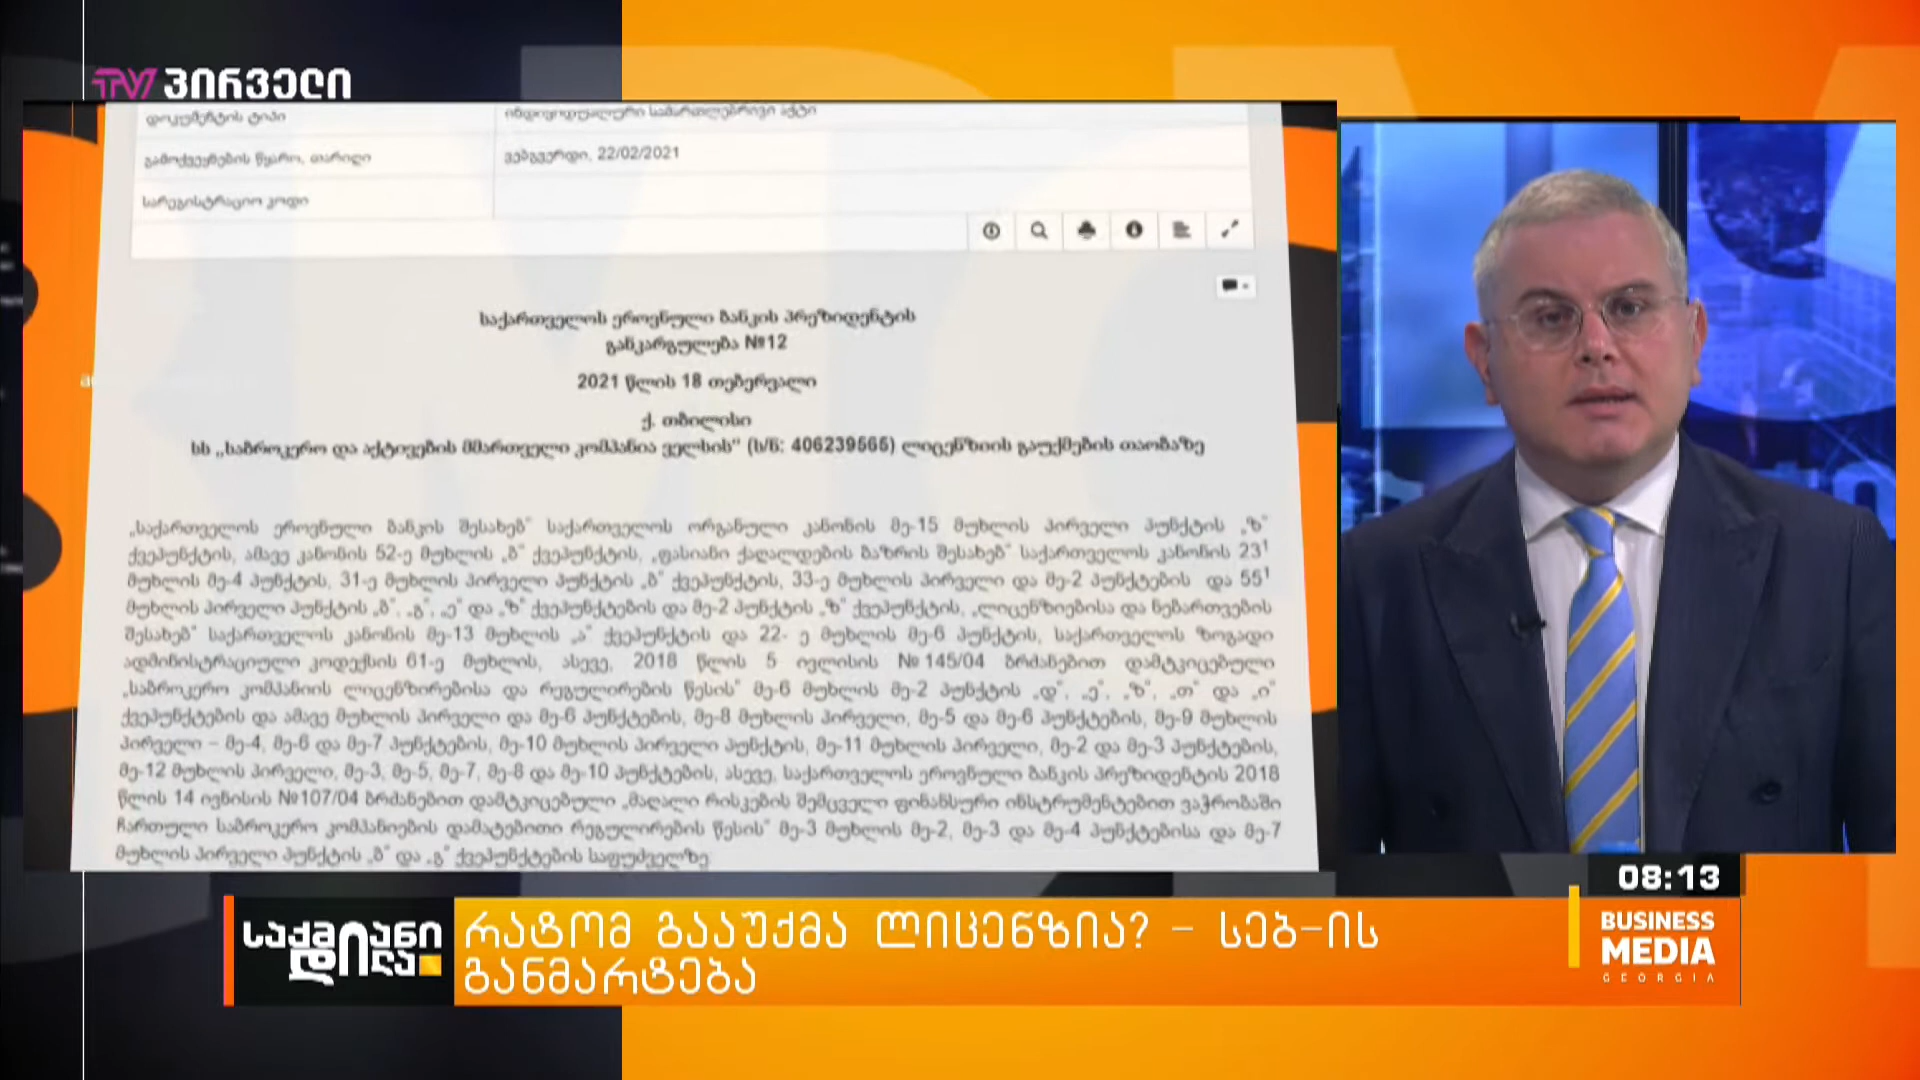 TV პირველი
დოკუმენტის ტიპი
ინდივიდუალური სამართლებრივი აქტი
გამოქვეყნების წყარო, თარიღი
ვებგვერდი, 22/02/2021
სარეგისტრაციო კოდი
საქართველოს ეროვნული ბანკის პრეზიდენტის
განკარგულება №12
2021 წლის 18 თებერვალი
ქ. თბილისი
სს „საბროკერო და აქტივების მმართველი კომპანია ველსის“ (ს/ნ: 406239565) ლიცენზიის გაუქმების თაობაზე
„საქართველოს ეროვნული ბანკის შესახებ“ საქართველოს ორგანული კანონის მე-15 მუხლის პირველი პუნქტის „ზ“
ქვეპუნქტის, ამავე კანონის 52-ე მუხლის „ბ“ ქვეპუნქტის, „ფასიანი ქაღალდების ბაზრის შესახებ“ საქართველოს კანონის 23¹
მუხლის მე-4 პუნქტის, 31-ე მუხლის პირველი პუნქტის „ბ“ ქვეპუნქტის, 33-ე მუხლის პირველი და მე-2 პუნქტების და 55¹
მუხლის პირველი პუნქტის „ბ“, „გ“, „ე“ და „ზ“ ქვეპუნქტების და მე-2 პუნქტის „ზ“ ქვეპუნქტის, „ლიცენზიებისა და ნებართვების
შესახებ“ საქართველოს კანონის მე-13 მუხლის „ა“ ქვეპუნქტის და 22- ე მუხლის მე-6 პუნქტის, საქართველოს ზოგადი
ადმინისტრაციული კოდექსის 61-ე მუხლის, ასევე, 2018 წლის 5 ივლისის №145/04 ბრძანებით დამტკიცებული
„საბროკერო კომპანიის ლიცენზირებისა და რეგულირების წესის“ მე-6 მუხლის მე-2 პუნქტის „დ“, „ე“, „ზ“, „თ“ და „ი“
ქვეპუნქტების და ამავე მუხლის პირველი და მე-6 პუნქტების, მე-8 მუხლის პირველი, მე-5 და მე-6 პუნქტების, მე-9 მუხლის
პირველი – მე-4, მე-6 და მე-7 პუნქტების, მე-10 მუხლის პირველი პუნქტის, მე-11 მუხლის პირველი, მე-2 და მე-3 პუნქტების,
მე-12 მუხლის პირველი, მე-3, მე-5, მე-7, მე-8 და მე-10 პუნქტების, ასევე, საქართველოს ეროვნული ბანკის პრეზიდენტის 2018
წლის 14 ივნისის №107/04 ბრძანებით დამტკიცებული „მაღალი რისკების შემცველი ფინანსური ინსტრუმენტებით ვაჭრობაში
ჩართული საბროკერო კომპანიების დამატებითი რეგულირების წესის“ მე-3 მუხლის მე-2, მე-3 და მე-4 პუნქტებისა და მე-7
მუხლის პირველი პუნქტის „ბ“ და „გ“ ქვეპუნქტების საფუძველზე
08:13
საქმიანი
დილა
რატომ გააუქმა ლიცენზია? - სებ-ის
განმარტება
BUSINESS
MEDIA
GEORGIA